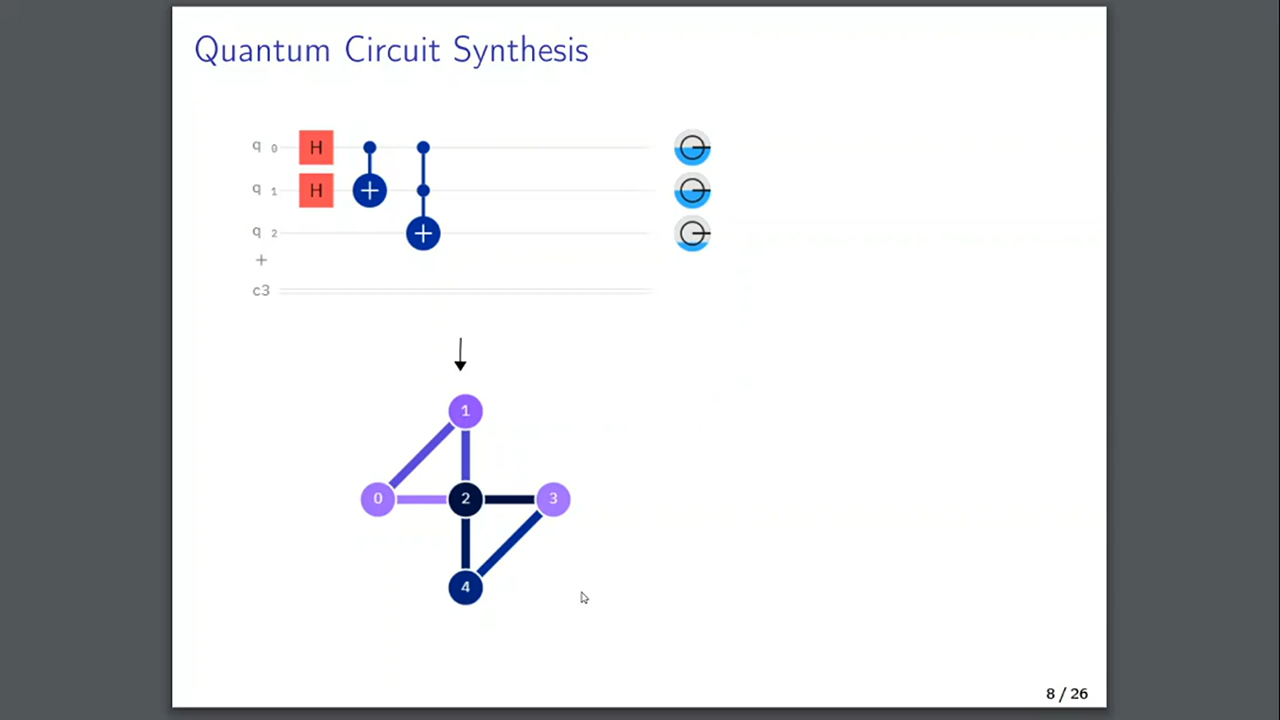 Quantum Circuit Synthesis
q 0 H
q 1 H +
q 2 +
+
c3
1
0 2 3
4
8 / 26